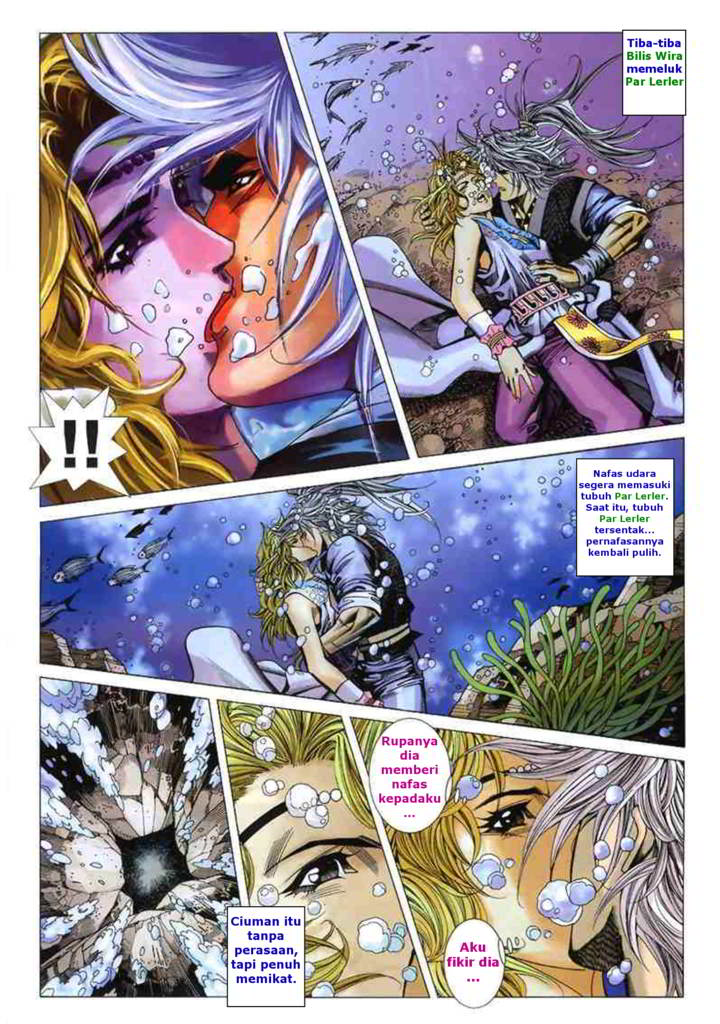 Tiba-tiba
Bilis Wira
memeluk
Par Lerler
!!
Nafas udara
segera memasuki
tubuh Par Lerler.
Saat itu, tubuh
Par Lerler
tersentak...
pernafasannya
kembali pulih.
Rupanya
dia
memberi
nafas
kepadaku
...
Ciuman itu
tanpa
perasaan,
tapi penuh
memikat.
Aku
fikir dia
...